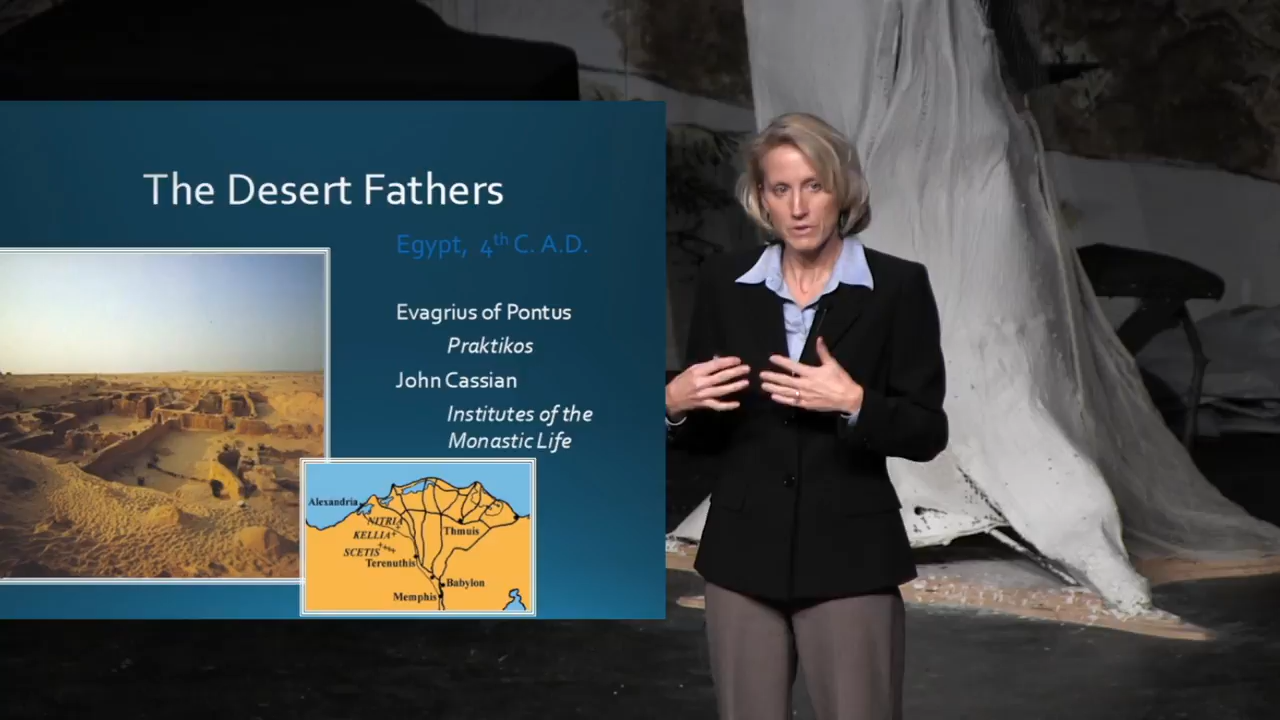 The Desert Fathers
Egypt, 4th C. A.D.
Evagrius of Pontus
Praktikos
John Cassian
Institutes of the
Monastic Life
Alexandria
NITRIA
KELLIA
SCETIS
Thmuis
Terenuthis
Babylon
Memphis